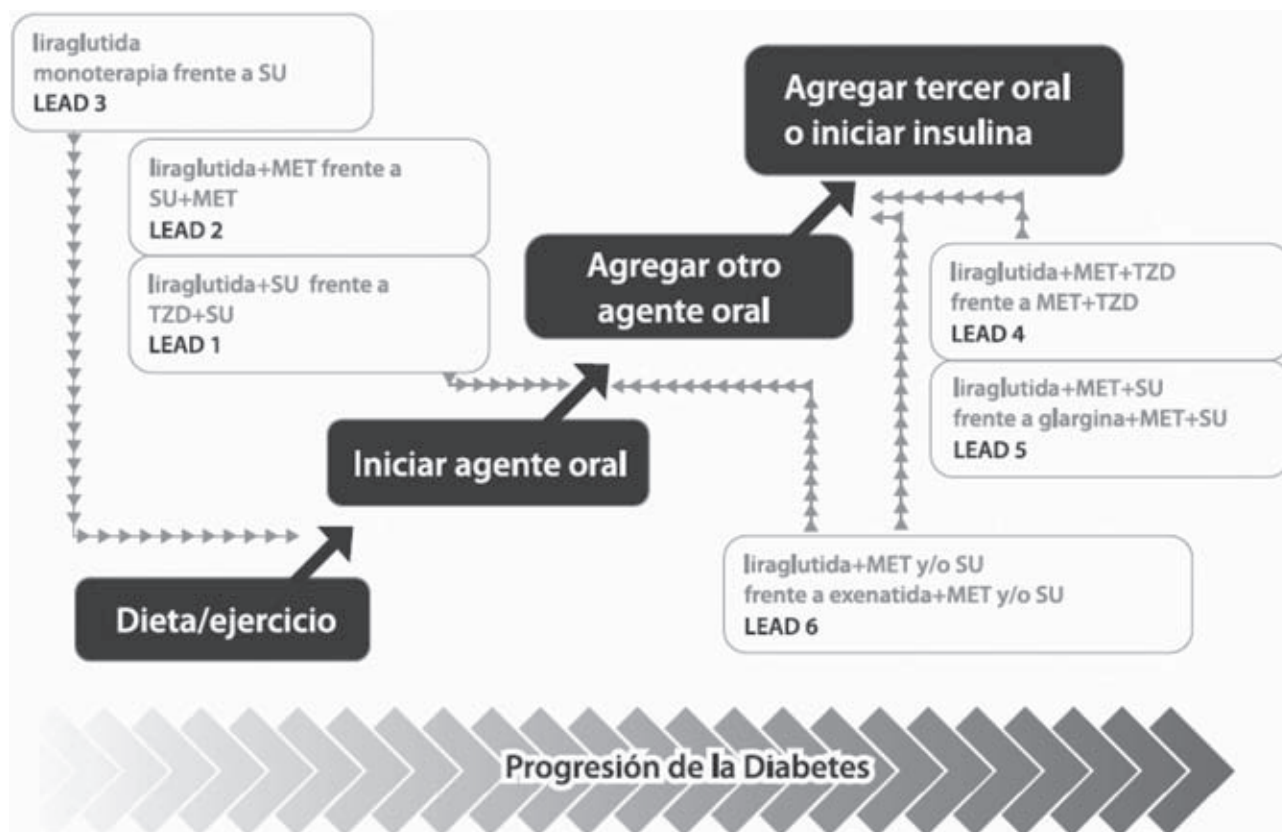 liraglutida
monoterapia frente a SU
LEAD 3
liraglutida+MET frente a
SU+MET
LEAD 2
liraglutida+SU frente a
TZD+SU
LEAD 1
Agregar tercer oral
o iniciar insulina
Agregar otro
agente oral
Iniciar agente oral
Dieta/ejercicio
liraglutida+MET+TZD
frente a MET+TZD
LEAD 4
liraglutida+MET+SU
frente a glargina+MET+SU
LEAD 5
liraglutida+MET y/o SU
frente a exenatida+MET y/o SU
LEAD 6
Progresión de la Diabetes